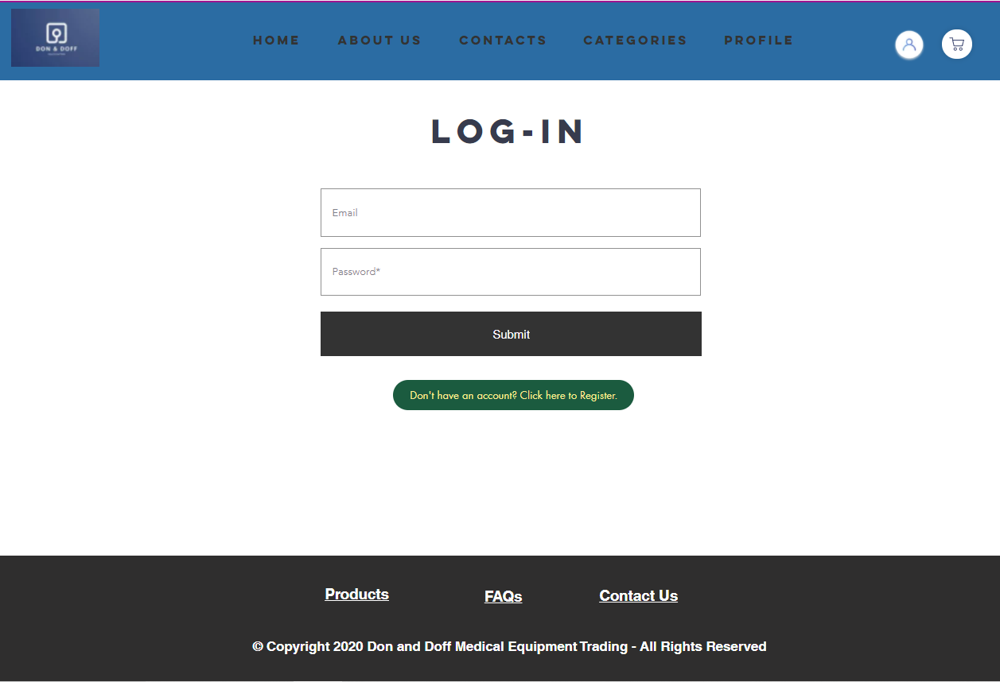 DON & DOFF
HOME ABOUT US CONTACTS CATEGORIES PROFILE
LOG-IN
Email
Password*
Submit
Don't have an account? Click here to Register.
Products FAQs Contact Us
© Copyright 2020 Don and Doff Medical Equipment Trading - All Rights Reserved